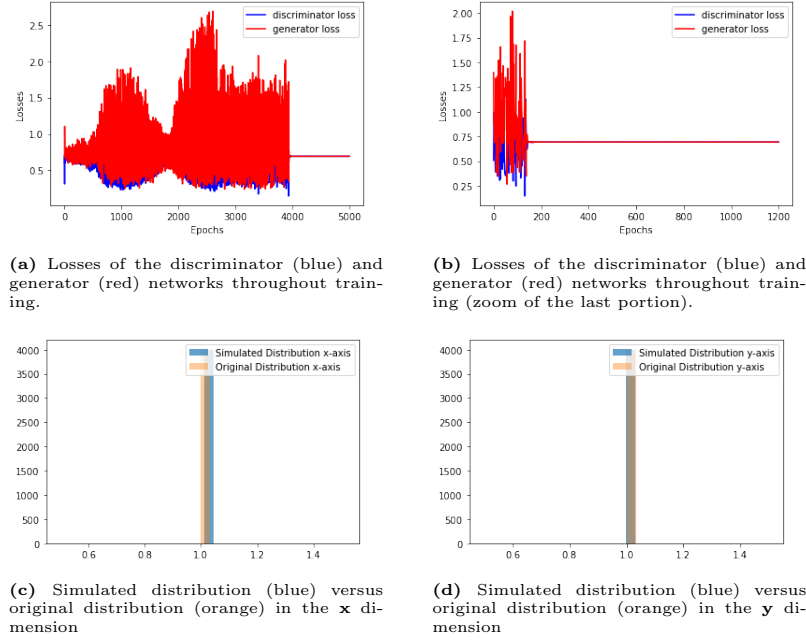 discriminator loss
generator loss
2.5
2.0
1.5
1.0
0.5
Losses
0
1000
2000
3000
4000
5000
Epochs
discriminator loss
generator loss
2.00
1.75
1.50
1.25
1.00
0.75
0.50
0.25
Losses
0
200
400
600
800
1000
1200
Epochs
(a) Losses of the discriminator (blue) and
generator (red) networks throughout train-
ing.
(b) Losses of the discriminator (blue) and
generator (red) networks throughout train-
ing (zoom of the last portion).
Simulated Distribution x-axis
Original Distribution x-axis
4000
3500
3000
2500
2000
1500
1000
500
0
0.6
0.8
1.0
1.2
1.4
Simulated Distribution y-axis
Original Distribution y-axis
4000
3500
3000
2500
2000
1500
1000
500
0
0.6
0.8
1.0
1.2
1.4
(c) Simulated distribution (blue) versus
original distribution (orange) in the x di-
mension
(d) Simulated distribution (blue) versus
original distribution (orange) in the y di-
mension